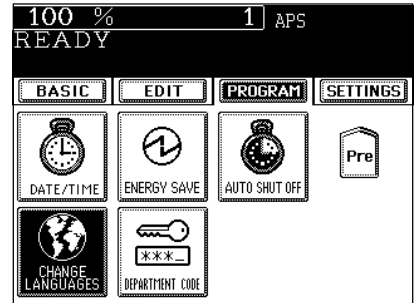 100 % 1 APS
READY
BASIC EDIT PROGRAM SETTINGS
DATE/TIME ENERGY SAVE AUTO SHUT OFF Pre
CHANGE
LANGUAGES
***_
DEPARTMENT CODE